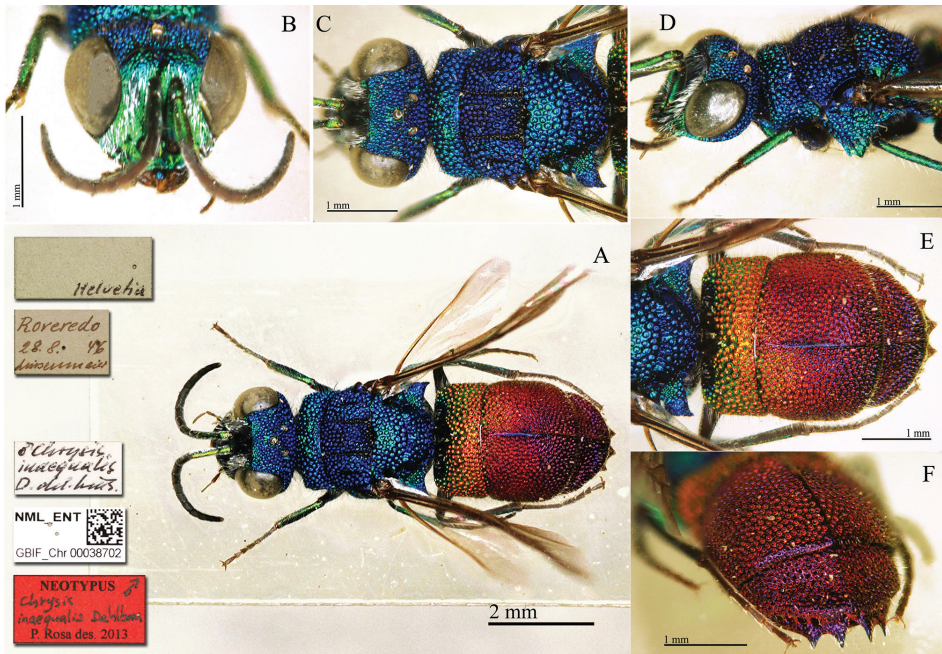 B
C
D
1 mm
1 mm
1 mm
A
E
Helvetia
Roveredo
28.8. 46
Linsenmaier
♂ Chrysis
inaequalis
D.
NML_ENT
GBIF_Chr 00038702
NEOTYPUS ♂
Chrysis
inaequalis Dahlbom
P. Rosa des. 2013
2 mm
1 mm
F
1 mm